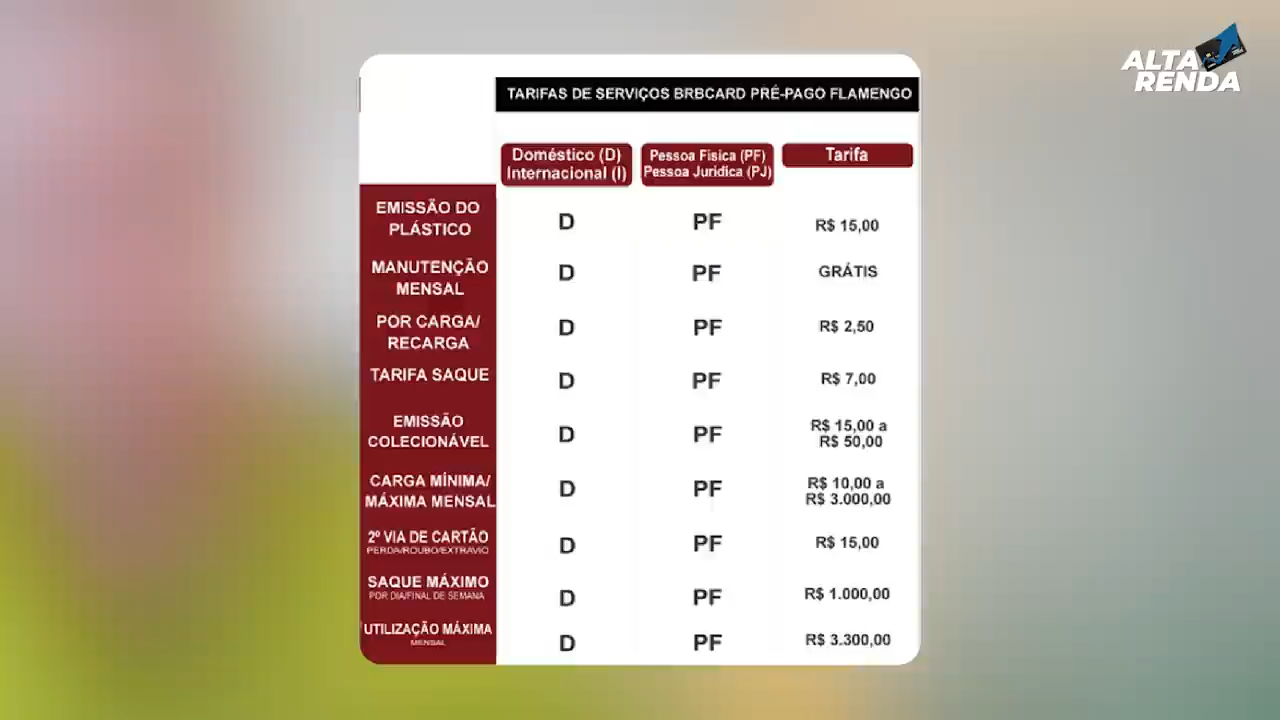 ALTA
RENDA
TARIFAS DE SERVIÇOS BRBCARD PRÉ-PAGO FLAMENGO
Doméstico (D)
Internacional (I)
Pessoa Fisica (PF)
Pessoa Juridica (PJ)
Tarifa
EMISSÃO DO
PLÁSTICO
D
PF
R$ 15,00
MANUTENÇÃO
MENSAL
D
PF
GRÁTIS
POR CARGA/
RECARGA
D
PF
R$ 2,50
TARIFA SAQUE
D
PF
R$ 7,00
EMISSÃO
COLECIONÁVEL
D
PF
R$ 15,00 a
R$ 50,00
CARGA MÍNIMA/
MÁXIMA MENSAL
D
PF
R$ 10,00 a
R$ 3.000,00
2º VIA DE CARTÃO
PERDA/ROUBO/EXTRAVIO
D
PF
R$ 15,00
SAQUE MÁXIMO
POR DIA/FINAL DE SEMANA
D
PF
R$ 1.000,00
UTILIZAÇÃO MÁXIMA
MENSAL
D
PF
R$ 3.300,00